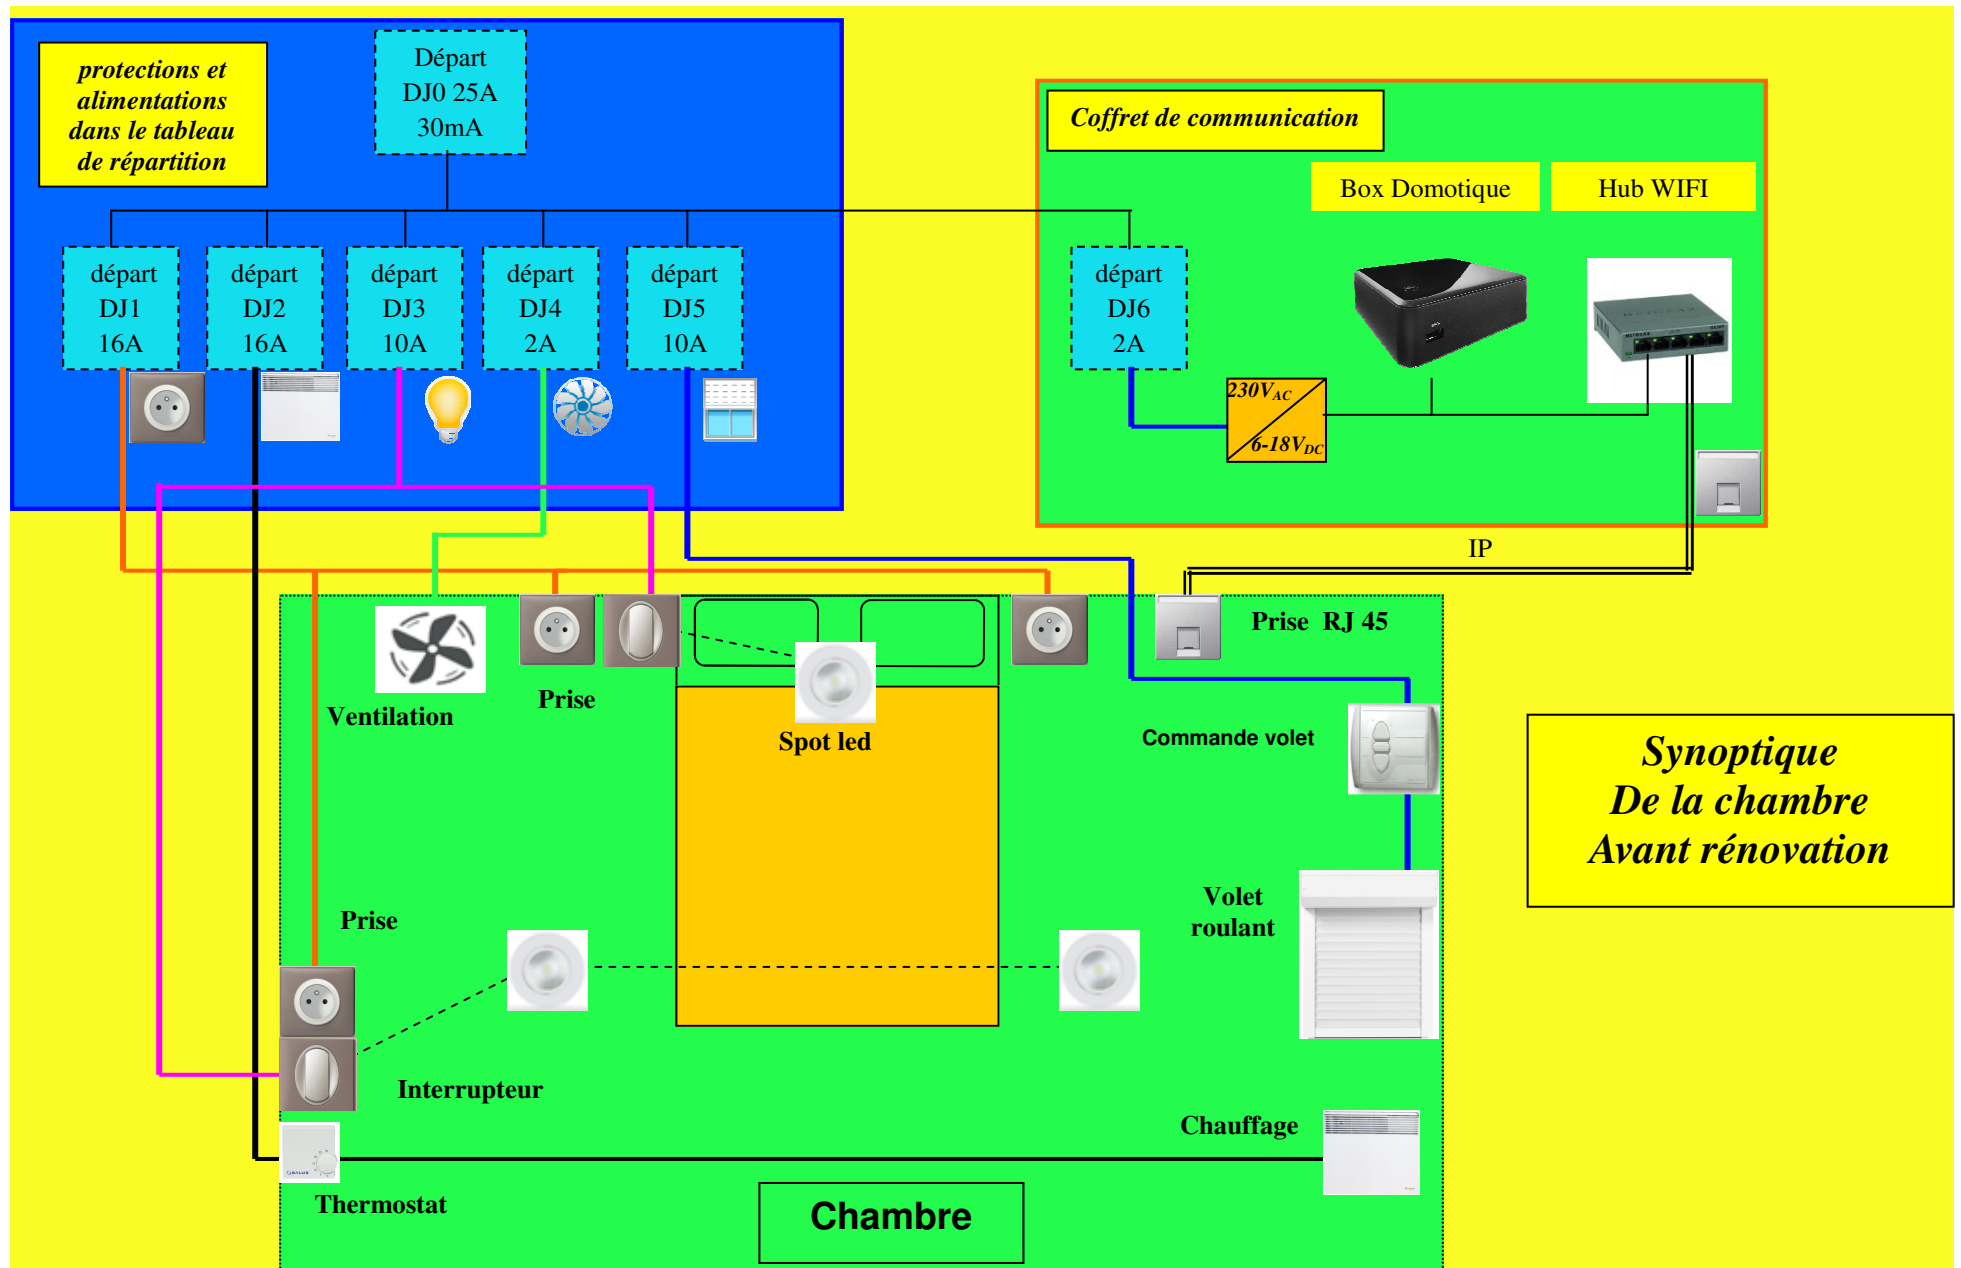 protections et
alimentations
dans le tableau
de répartition
Départ
DJ0 25A
30mA
Coffret de communication
Box Domotique
Hub WIFI
départ
DJ1
16A
départ
DJ2
16A
départ
DJ3
10A
départ
DJ4
2A
départ
DJ5
10A
départ
DJ6
2A
NETGEAR
230VAC
6-18VDC
IP
Prise RJ 45
Ventilation
Prise
Spot led
Commande volet
Synoptique
De la chambre
Avant rénovation
Volet
roulant
Prise
Interrupteur
Chauffage
SALUS
Thermostat
Chambre